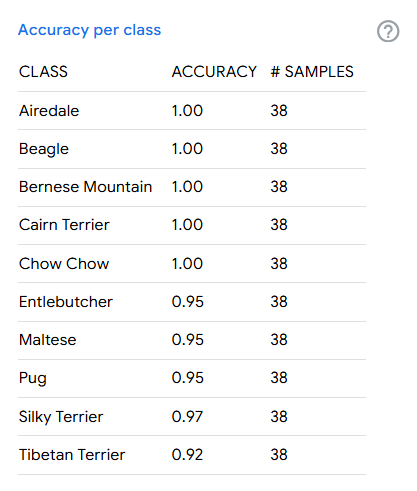 Accuracy per class
CLASS ACCURACY # SAMPLES
Airedale 1.00 38
Beagle 1.00 38
Bernese Mountain 1.00 38
Cairn Terrier 1.00 38
Chow Chow 1.00 38
Entlebutcher 0.95 38
Maltese 0.95 38
Pug 0.95 38
Silky Terrier 0.97 38
Tibetan Terrier 0.92 38